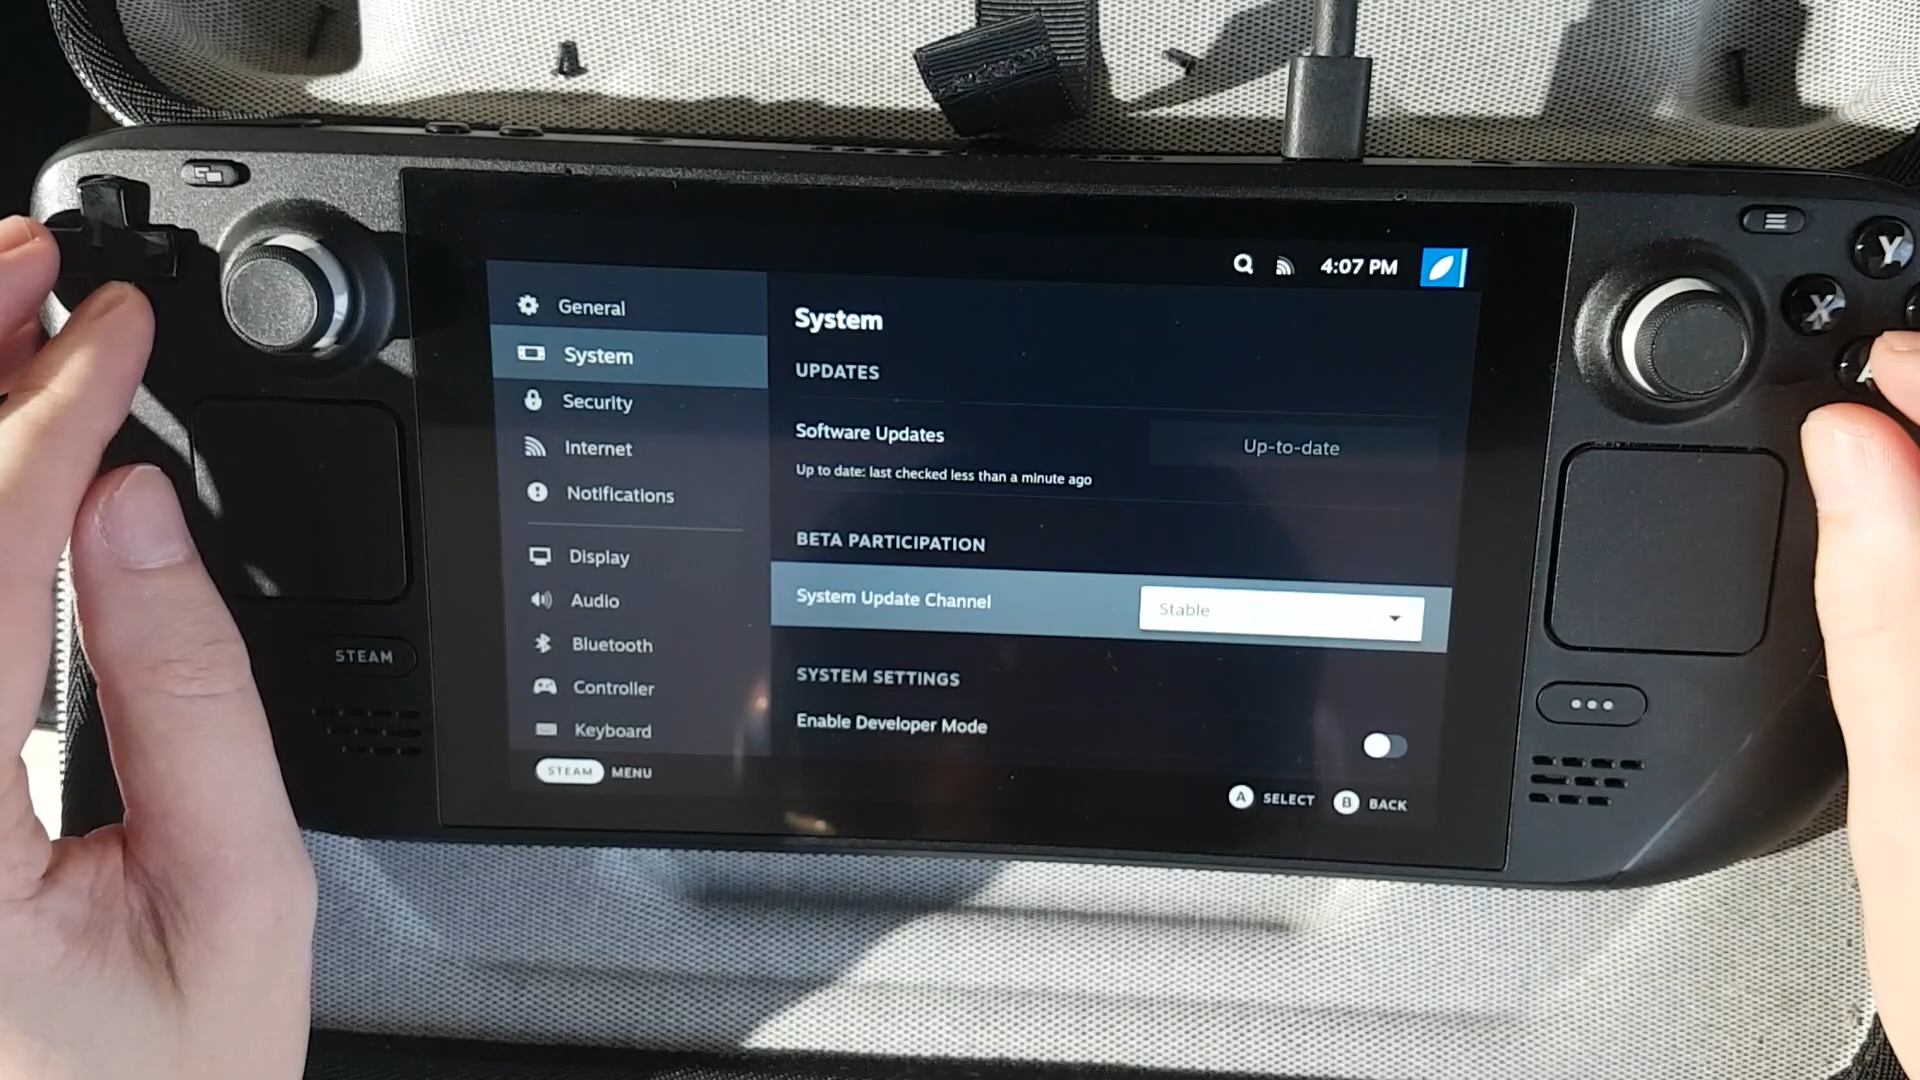 4:07 PM
Y
X
A
General
System
Security
Internet
Notifications
Display
Audio
Bluetooth
Controller
Keyboard
STEAM MENU
System
UPDATES
Software Updates
Up-to-date
Up to date: last checked less than a minute ago
BETA PARTICIPATION
System Update Channel
Stable
SYSTEM SETTINGS
Enable Developer Mode
A SELECT B BACK
STEAM